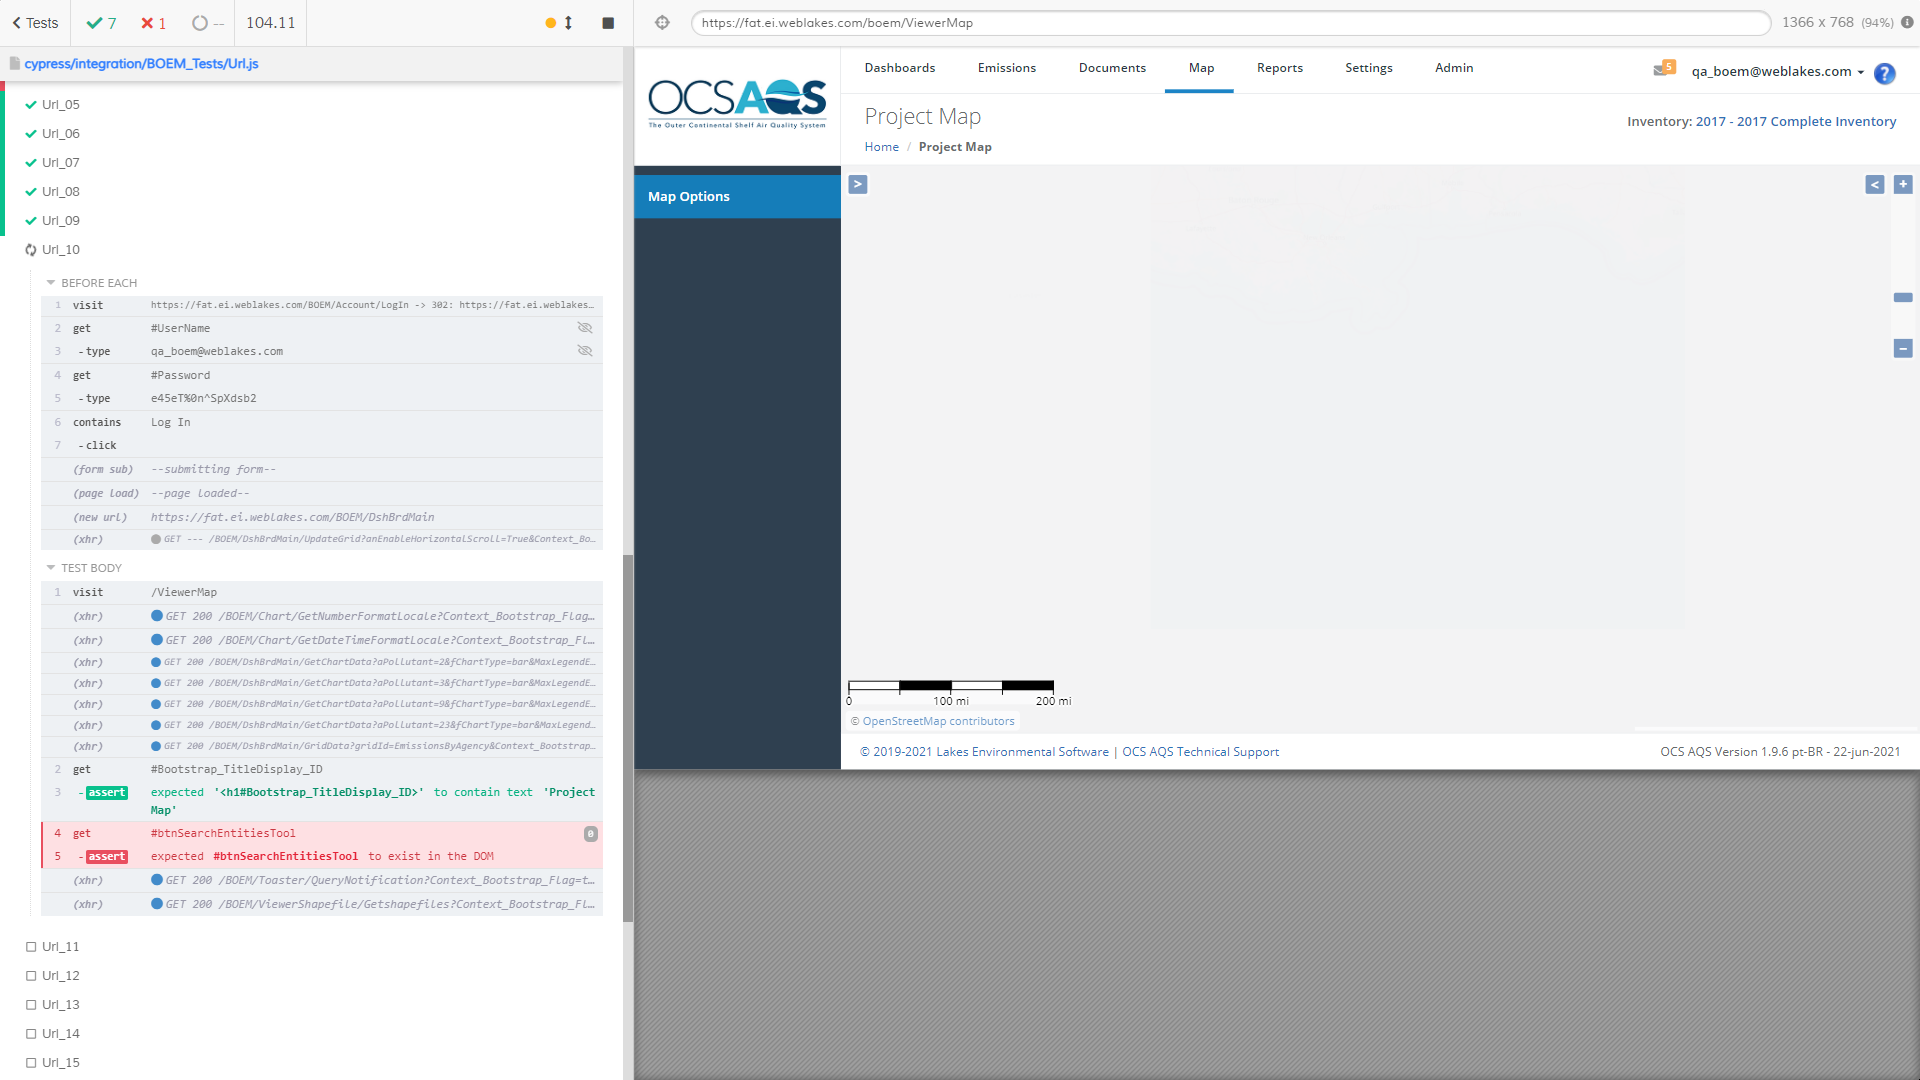 Tests
7
1
--
104.11
cypress/integration/BOEM_Tests/Url.js
Url_05
Url_06
Url_07
Url_08
Url_09
Url_10
BEFORE EACH
1 visit https://fat.ei.weblakes.com/BOEM/Account/LogIn -> 302: https://fat.ei.weblakes...
2 get #UserName
3 -type qa_boem@weblakes.com
4 get #Password
5 -type e45eT%0n^SpXdsb2
6 contains Log In
7 -click
(form sub) --submitting form--
(page load) --page loaded--
(new url) https://fat.ei.weblakes.com/BOEM/DshBrdMain
(xhr) GET --- /BOEM/DshBrdMain/UpdateGrid?anEnableHorizontalScroll=True&Context_Bo...
TEST BODY
1 visit /ViewerMap
(xhr) GET 200 /BOEM/Chart/GetNumberFormatLocale?Context_Bootstrap_Flag...
(xhr) GET 200 /BOEM/Chart/GetDateTimeFormatLocale?Context_Bootstrap_Fl...
(xhr) GET 200 /BOEM/DshBrdMain/GetChartData?aPollutant=2&fChartType=bar&MaxLegendE...
(xhr) GET 200 /BOEM/DshBrdMain/GetChartData?aPollutant=3&fChartType=bar&MaxLegendE...
(xhr) GET 200 /BOEM/DshBrdMain/GetChartData?aPollutant=9&fChartType=bar&MaxLegendE...
(xhr) GET 200 /BOEM/DshBrdMain/GetChartData?aPollutant=23&fChartType=bar&MaxLegend...
(xhr) GET 200 /BOEM/DshBrdMain/GridData?gridId=EmissionsByAgency&Context_Bootstrap...
2 get #Bootstrap_TitleDisplay_ID
3 -assert expected '<h1#Bootstrap_TitleDisplay_ID>' to contain text 'Project
Map'
4 get #btnSearchEntitiesTool 0
5 -assert expected #btnSearchEntitiesTool to exist in the DOM
(xhr) GET 200 /BOEM/Toaster/QueryNotification?Context_Bootstrap_Flag=t...
(xhr) GET 200 /BOEM/ViewerShapefile/Getshapefiles?Context_Bootstrap_Fl...
Url_11
Url_12
Url_13
Url_14
Url_15
https://fat.ei.weblakes.com/boem/ViewerMap
1366 x 768 (94%)
OCSAQS
The Outer Continental Shelf Air Quality System
Dashboards Emissions Documents Map Reports Settings Admin
5
qa_boem@weblakes.com
?
Project Map
Inventory: 2017 - 2017 Complete Inventory
Home / Project Map
Map Options
>
<
+
−
0 100 mi 200 mi
© OpenStreetMap contributors
© 2019-2021 Lakes Environmental Software | OCS AQS Technical Support
OCS AQS Version 1.9.6 pt-BR - 22-jun-2021